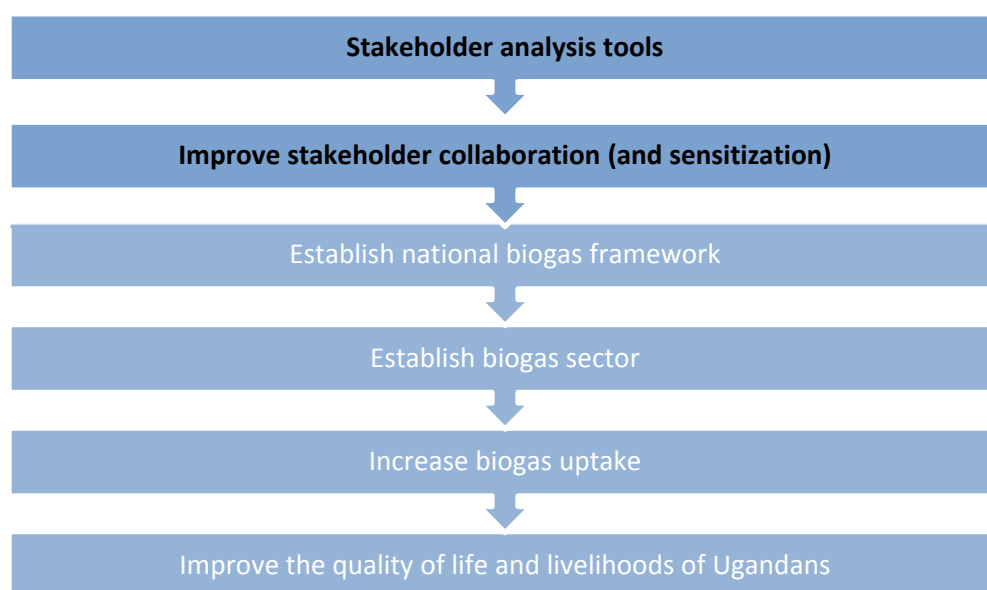 Stakeholder analysis tools
Improve stakeholder collaboration (and sensitization)
Establish national biogas framework
Establish biogas sector
Increase biogas uptake
Improve the quality of life and livelihoods of Ugandans